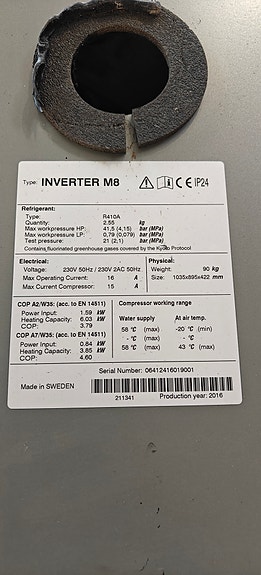 Type: INVERTER M8 CE IP24
Refrigerant:
Type: R410A
Quantity: 2.55 kg
Max workpressure HP: 41,5 (4,15) bar (MPa)
Max workpressure LP: 0,79 (0,079) bar (MPa)
Test pressure: 21 (2,1) bar (MPa)
Contains fluorinated greenhouse gases covered by the Kyoto Protocol
Electrical: Physical:
Voltage: 230V 50Hz / 230V 2AC 50Hz Weight: 90 kg
Max Operating Current: 16 A Size: 1035x895x422 mm
Max Current Compressor: 15 A
COP A2/W35: (acc. to EN 14511) Compressor working range
Power Input: 1.59 kW Water supply At air temp.
Heating Capacity: 6.03 kW
COP: 3.79 58 °C (max) -20 °C (min)
COP A7/W35: (acc. to EN 14511)
Power Input: 0.84 kW - °C - °C
Heating Capacity: 3.85 kW 58 °C (max) 43 °C (max)
COP: 4.60
Serial Number: 06412416019001
Made in SWEDEN
211341 Production year: 2016